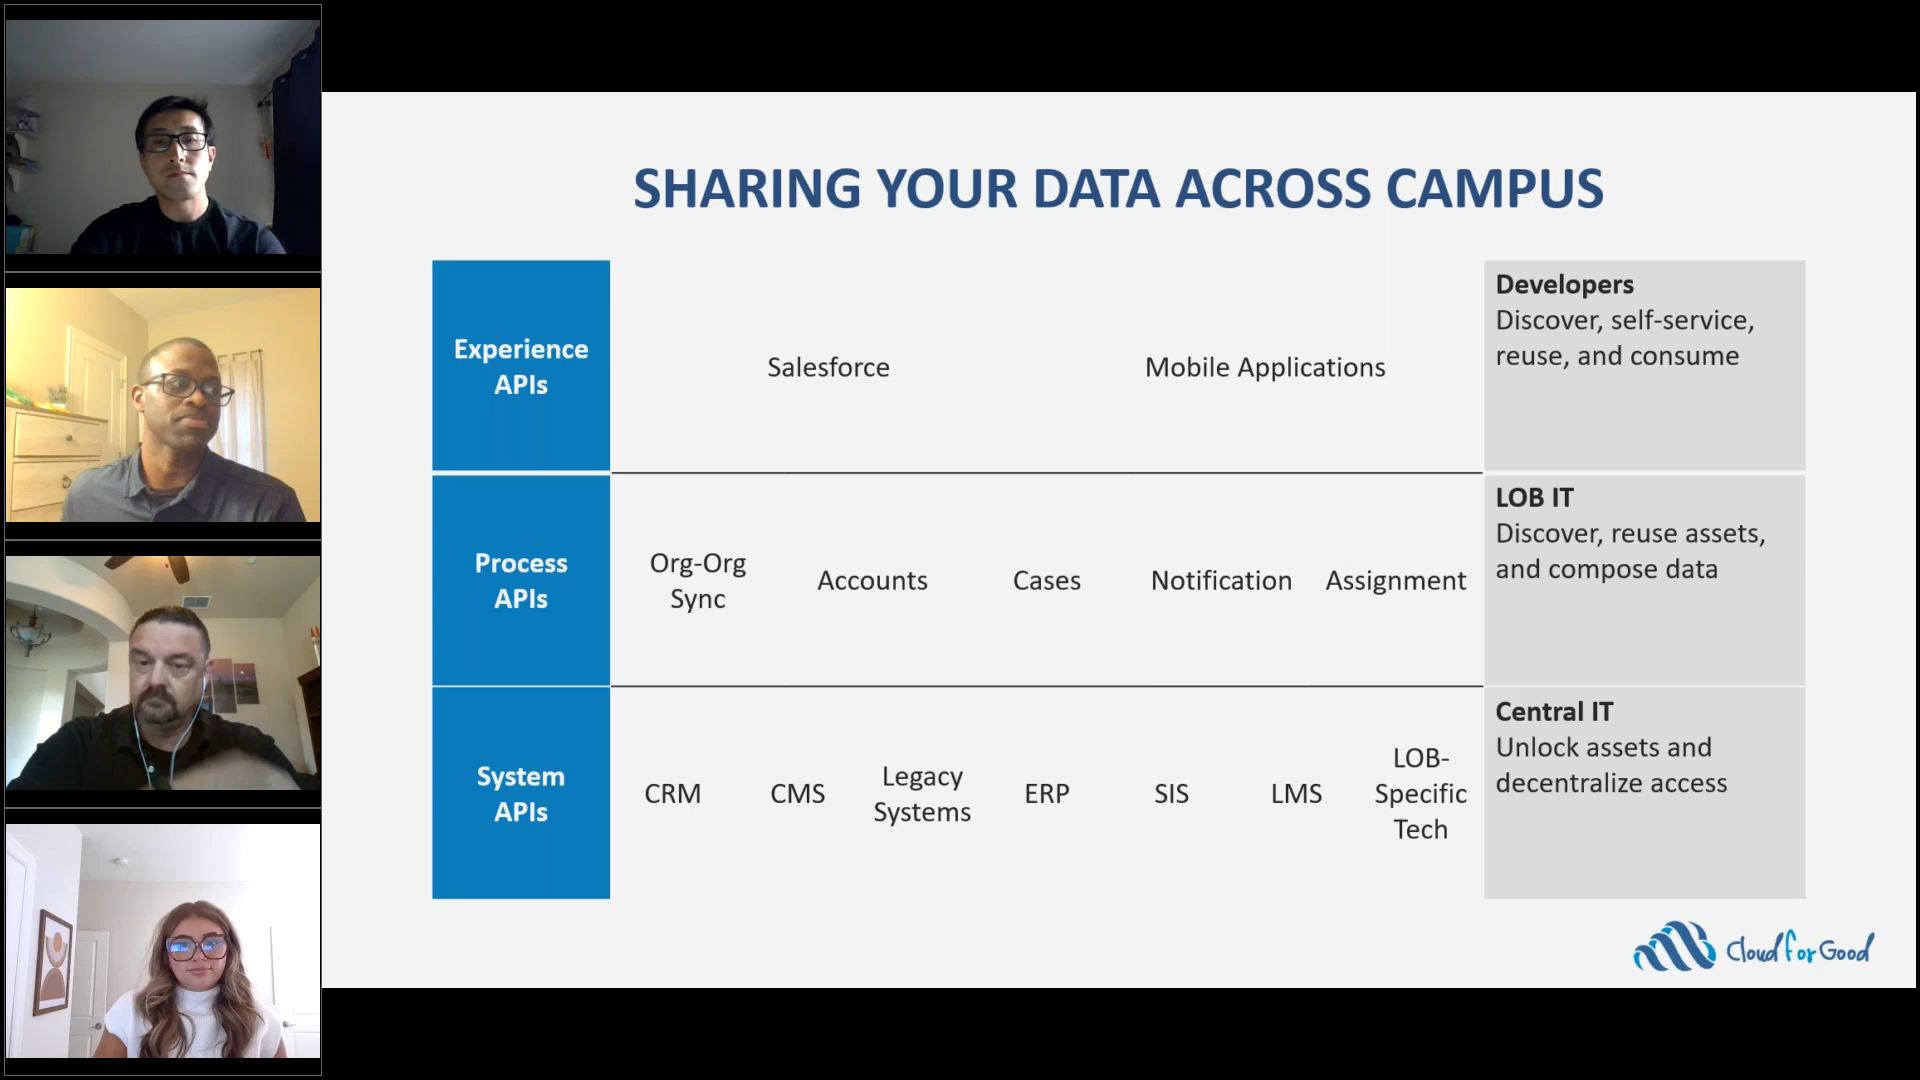 SHARING YOUR DATA ACROSS CAMPUS
Experience
APIs
Salesforce
Mobile Applications
Developers
Discover, self-service,
reuse, and consume
Process
APIs
Org-Org
Sync
Accounts
Cases
Notification
Assignment
LOB IT
Discover, reuse assets,
and compose data
System
APIs
CRM
CMS
Legacy
Systems
ERP
SIS
LMS
LOB-
Specific
Tech
Central IT
Unlock assets and
decentralize access
Cloud for Good